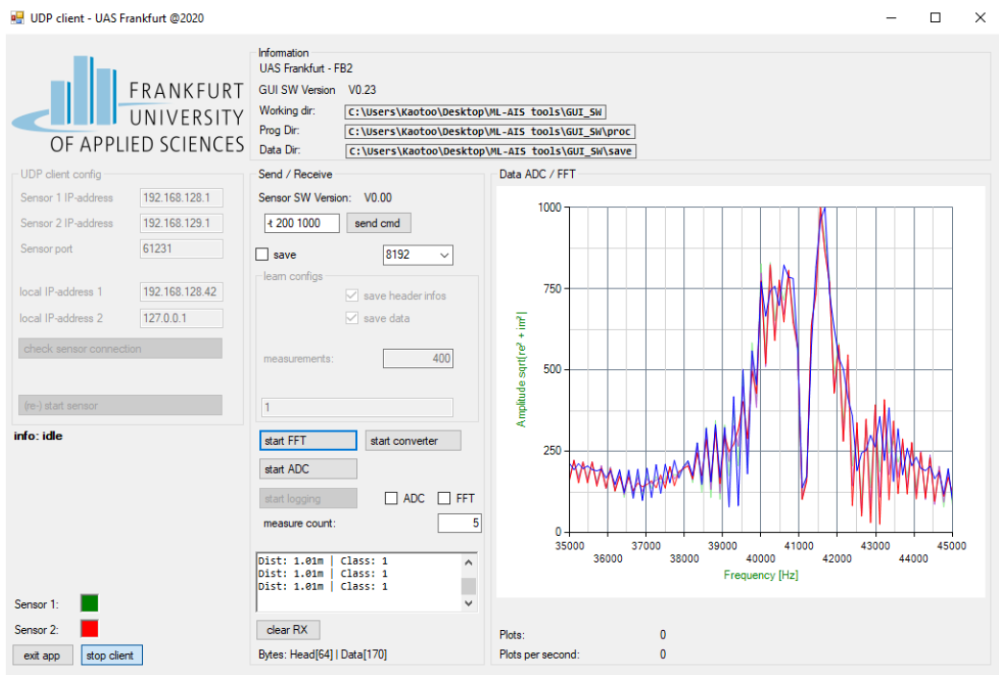 UDP client - UAS Frankfurt @2020
FRANKFURT
UNIVERSITY
OF APPLIED SCIENCES
Information
UAS Frankfurt - FB2
GUI SW Version V0.23
Working dir: C:\Users\Kaotoo\Desktop\ML-AIS tools\GUI_SW
Prog Dir: C:\Users\Kaotoo\Desktop\ML-AIS tools\GUI_SW\proc
Data Dir: C:\Users\Kaotoo\Desktop\ML-AIS tools\GUI_SW\save
UDP client config
Sensor 1 IP-address 192.168.128.1
Sensor 2 IP-address 192.168.129.1
Sensor port 61231
local IP-address 1 192.168.128.42
local IP-address 2 127.0.0.1
check sensor connection
(re-) start sensor
info: idle
Sensor 1:
Sensor 2:
exit app stop client
Send / Receive
Sensor SW Version: V0.00
-t 200 1000 send cmd
save 8192
learn configs
save header infos
save data
measurements: 400
1
start FFT start converter
start ADC
start logging ADC FFT
measure count: 5
Dist: 1.01m | Class: 1
Dist: 1.01m | Class: 1
Dist: 1.01m | Class: 1
clear RX
Bytes: Head[64] | Data[170]
Data ADC / FFT
1000
750
500
250
0
Amplitude sqrt[re² + im²]
35000 37000 39000 41000 43000 45000
36000 38000 40000 42000 44000
Frequency [Hz]
Plots: 0
Plots per second: 0